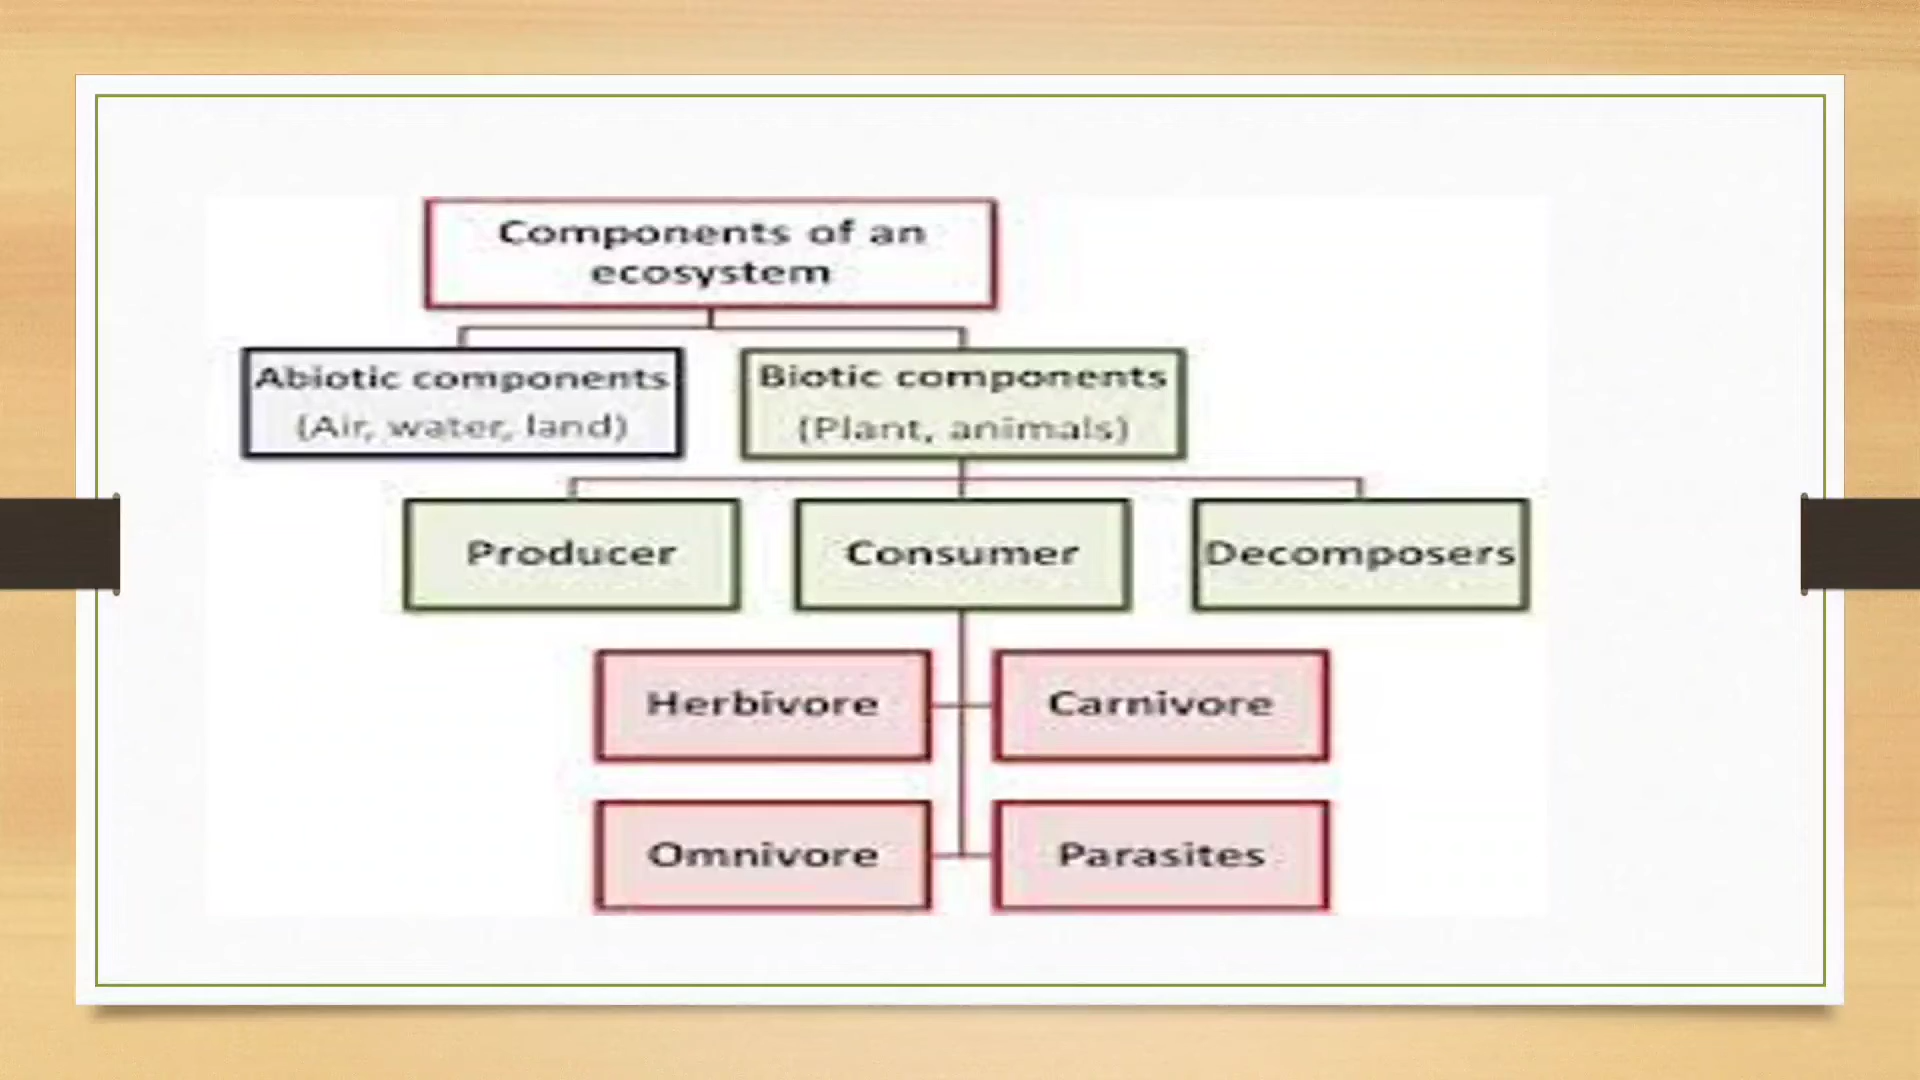 Components of an
ecosystem
Abiotic components
(Air, water, land)
Biotic components
(Plant, animals)
Producer
Consumer
Decomposers
Herbivore
Carnivore
Omnivore
Parasites